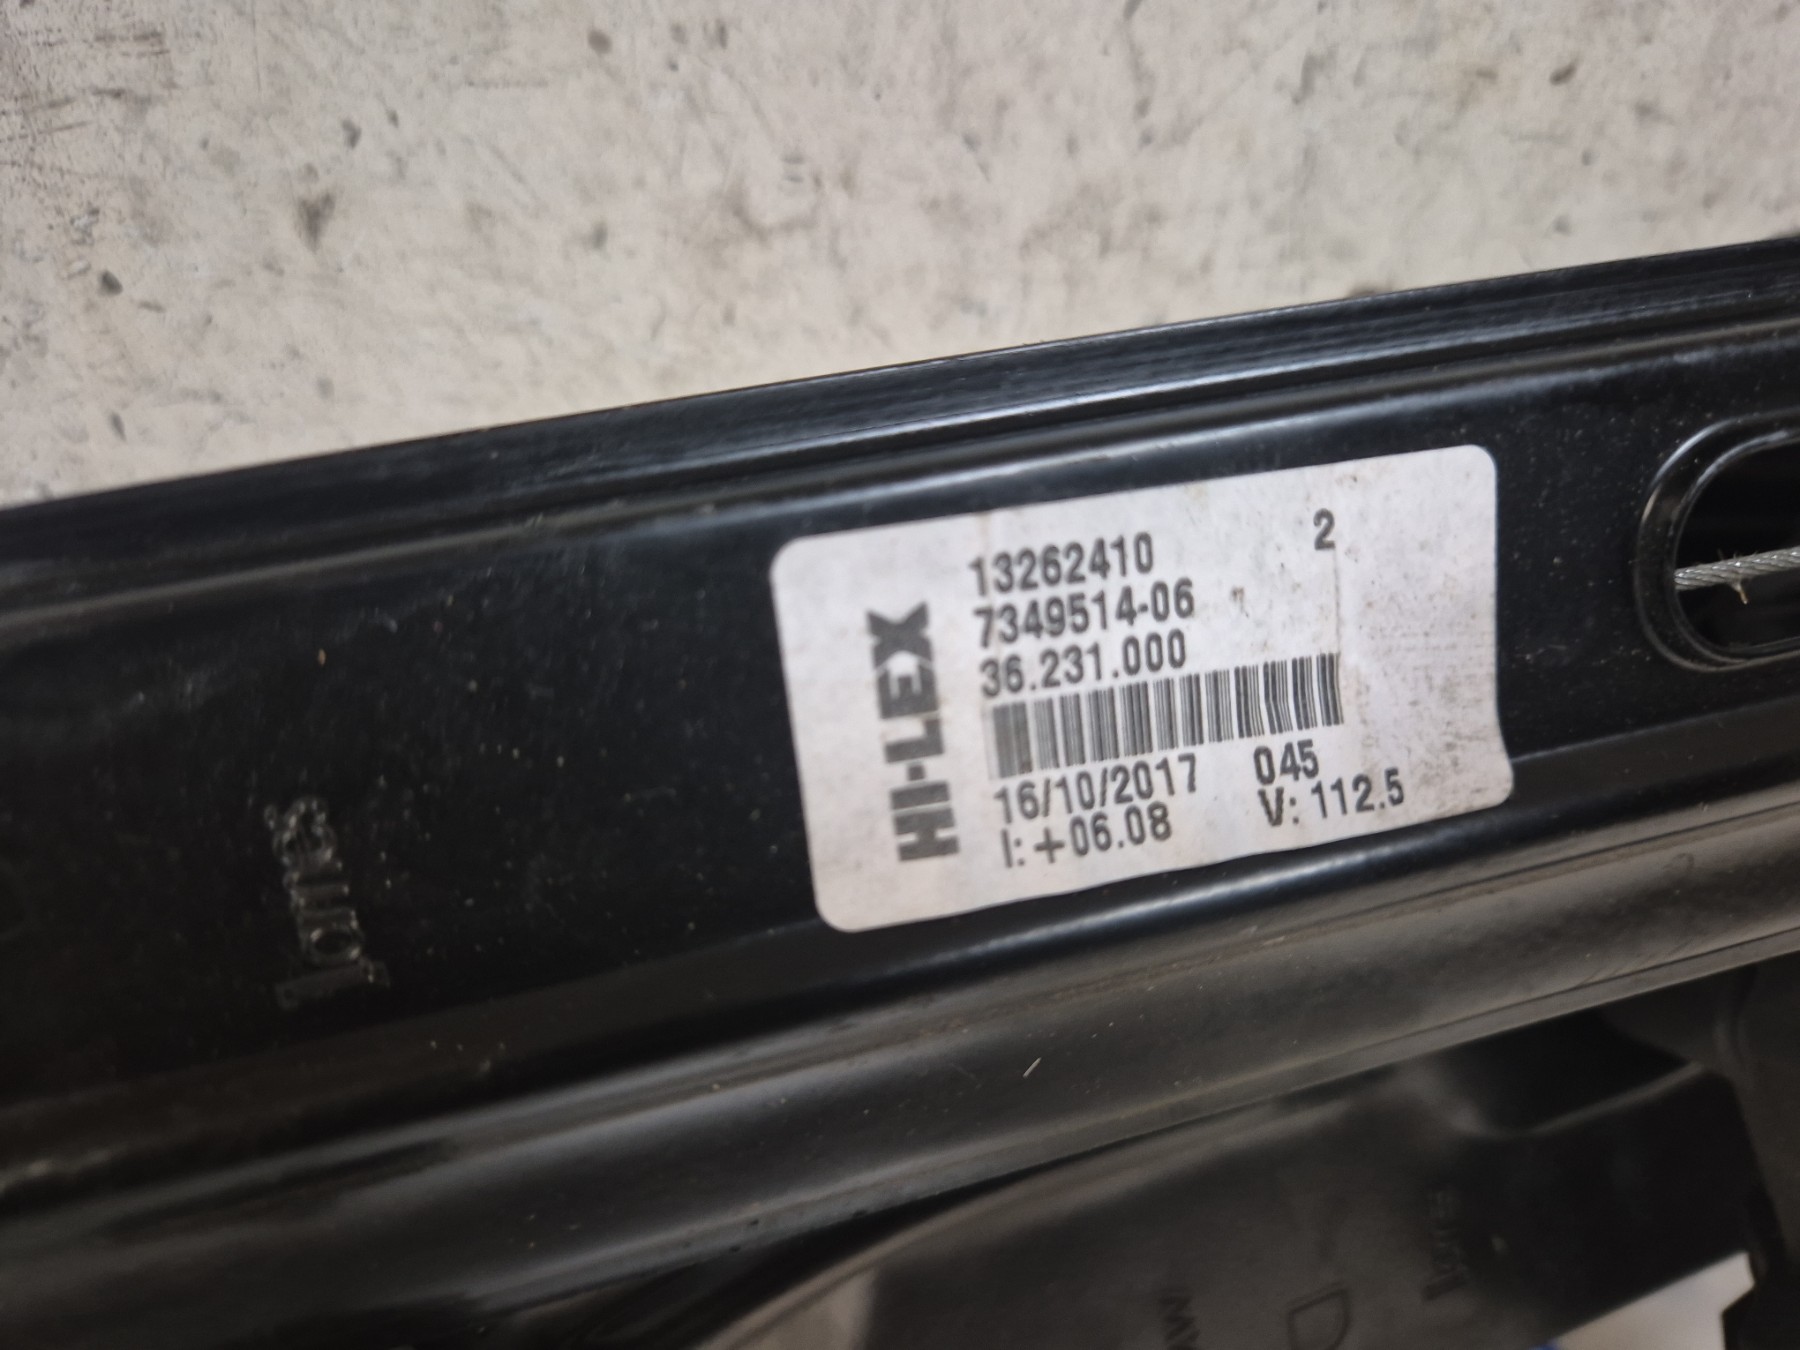 13262410 2
7349514-06
36.231.000
HI-LEX
16/10/2017 045
I: +06.08 V: 112.5